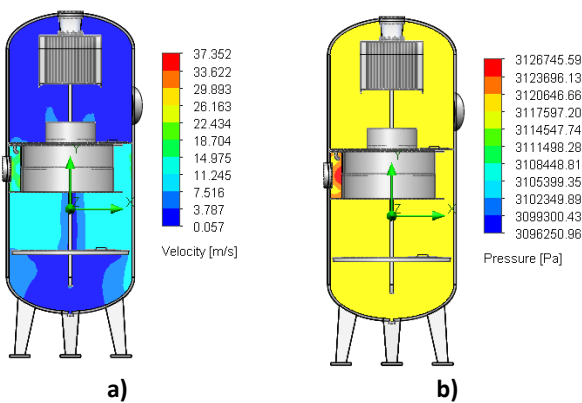 37.352
33.622
29.893
26.163
22.434
18.704
14.975
11.245
7.516
3.787
0.057
Velocity [m/s]
Y
X
Z
a)
3126745.59
3123696.13
3120646.66
3117597.20
3114547.74
3111498.28
3108448.81
3105399.35
3102349.89
3099300.43
3096250.96
Pressure [Pa]
Y
X
Z
b)